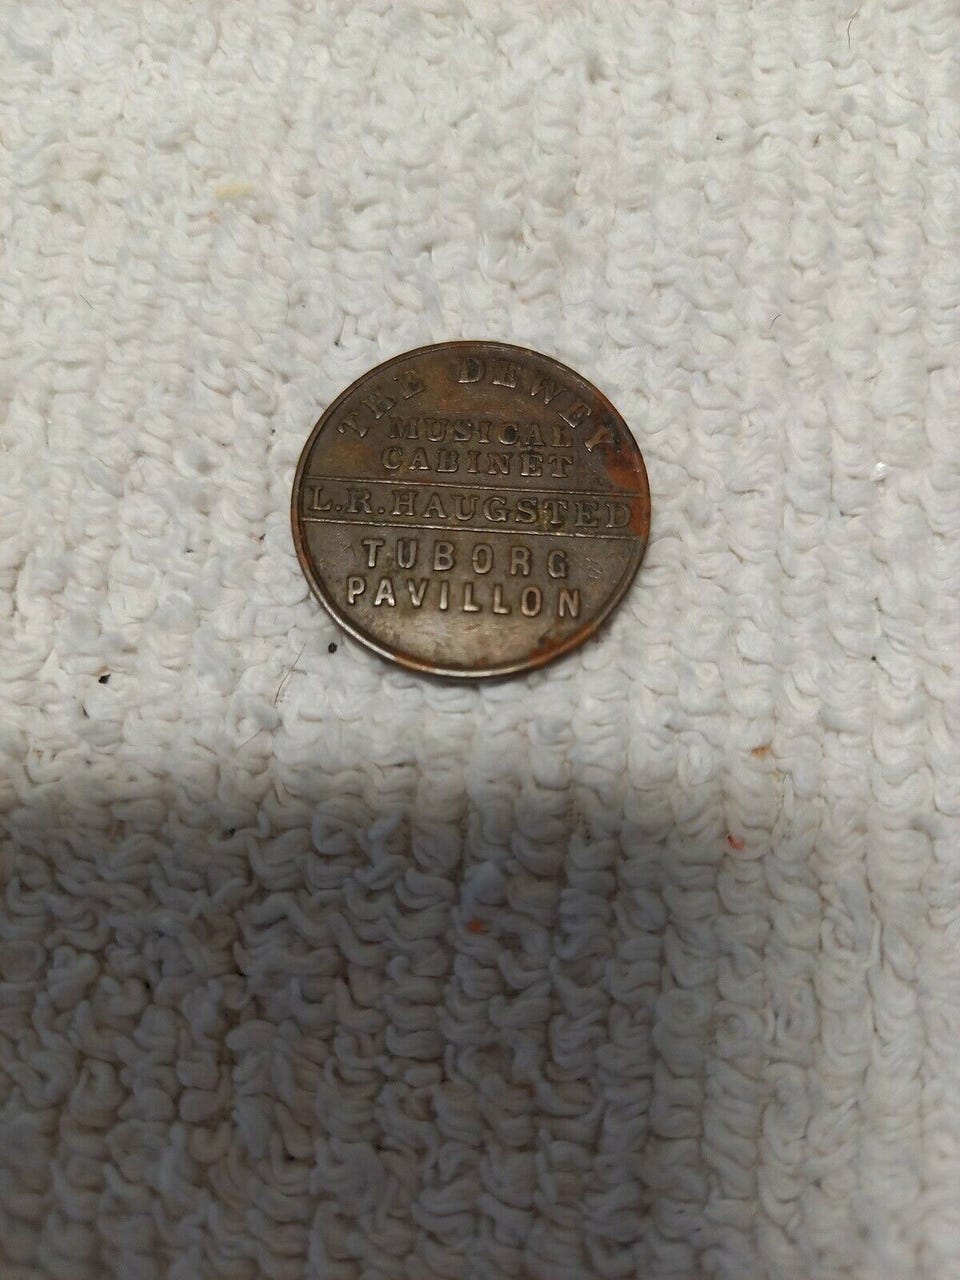 THE DEWEY
MUSICAL
CABINET
L.R.HAUGSTED
TUBORG
PAVILLON